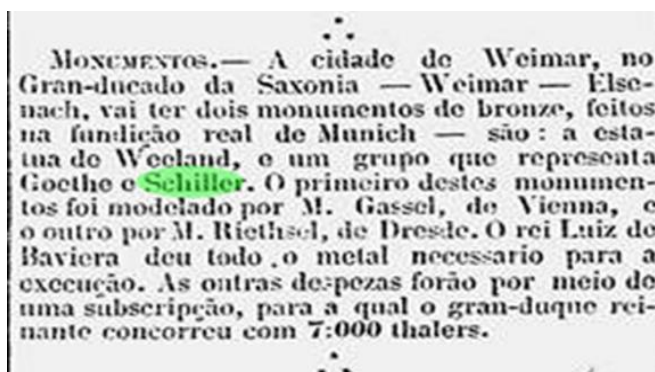 MONUMENTOS.— A cidade de Weimar, no
Gran-ducado da Saxonia — Weimar — Else-
nach, vai ter dois monumentos de bronze, feitos
na fundição real de Munich — são : a esta-
tua de Weeland, e um grupo que representa
Goethe e Schiller. O primeiro destes monumen-
tos foi modelado por M. Gassel, de Vienna, e
o outro por M. Riethsel, de Dresde. O rei Luiz de
Baviera deu todo o metal necessario para a
execução. As outras despezas forão por meio de
uma subscripção, para a qual o gran-duque rei-
nante concorreu com 7:000 thalers.